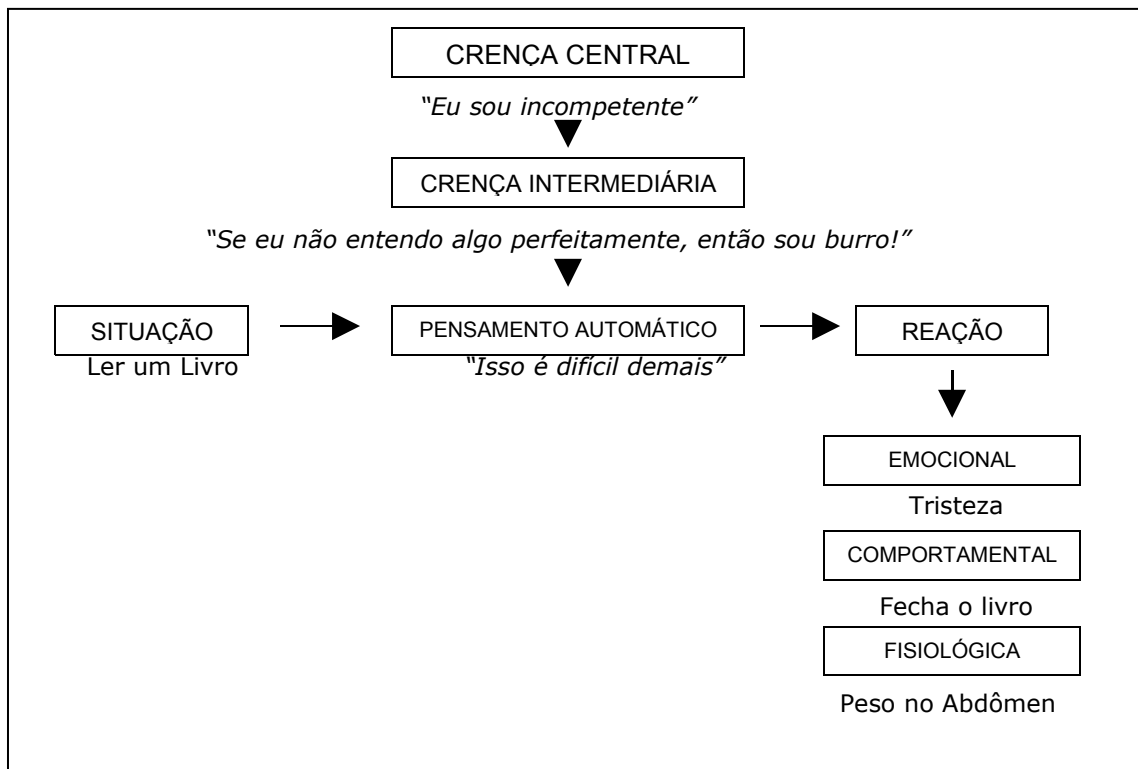 CRENÇA CENTRAL
“Eu sou incompetente”
CRENÇA INTERMEDIÁRIA
“Se eu não entendo algo perfeitamente, então sou burro!”
SITUAÇÃO
Ler um Livro
PENSAMENTO AUTOMÁTICO
“Isso é difícil demais”
REAÇÃO
EMOCIONAL
Tristeza
COMPORTAMENTAL
Fecha o livro
FISIOLÓGICA
Peso no Abdômen